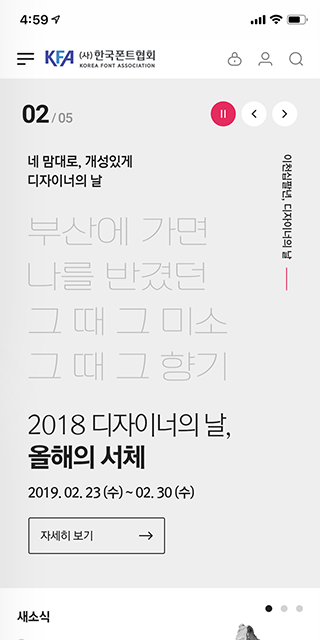 4:59
KFA (사)한국폰트협회
KOREA FONT ASSOCIATION
02 / 05
네 맘대로, 개성있게
디자이너의 날
이천십팔년, 디자이너의 날
부산에 가면
나를 반겼던
그 때 그 미소
그 때 그 향기
2018 디자이너의 날,
올해의 서체
2019. 02. 23 (수) ~ 02. 30 (수)
자세히 보기
새소식